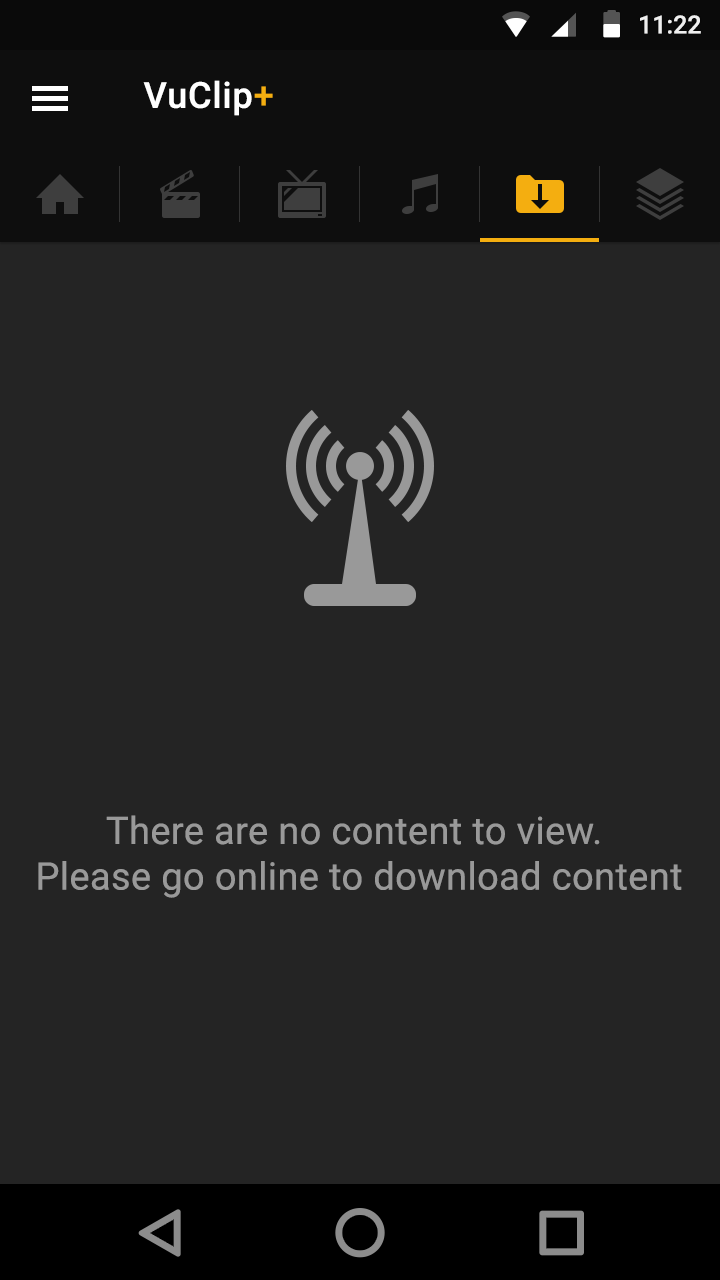 11:22
VuClip+
There are no content to view.
Please go online to download content